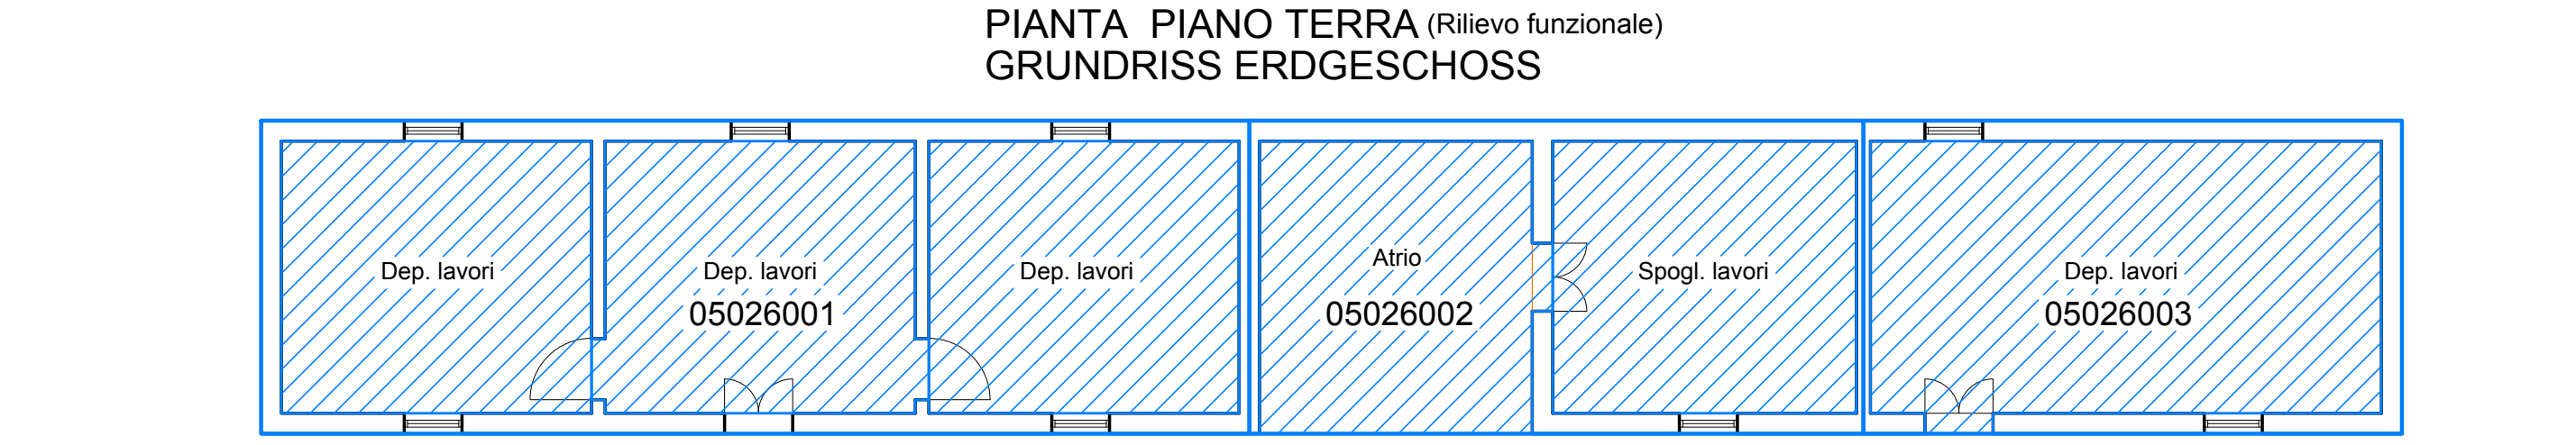 PIANTA PIANO TERRA (Rilievo funzionale)
GRUNDRISS ERDGESCHOSS
Dep. lavori
Dep. lavori
05026001
Dep. lavori
Atrio
05026002
Spogl. lavori
Dep. lavori
05026003